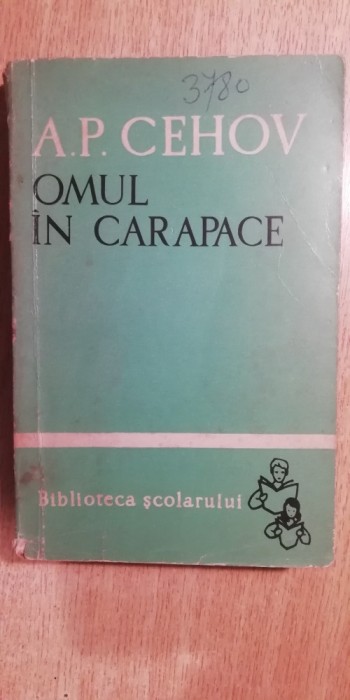 3780
A.P. CEHOV
OMUL
ÎN CARAPACE
Biblioteca școlarului